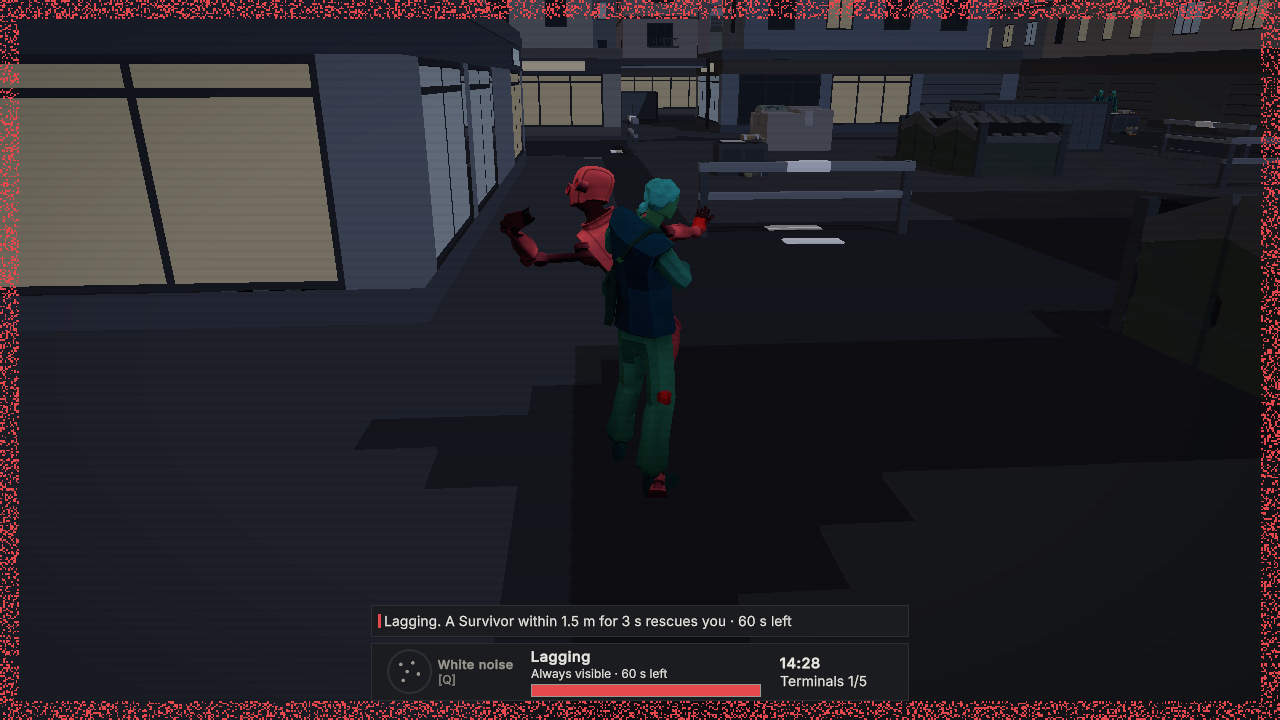 Lagging. A Survivor within 1.5 m for 3 s rescues you · 60 s left
White noise
[Q]
Lagging
Always visible · 60 s left
14:28
Terminals 1/5